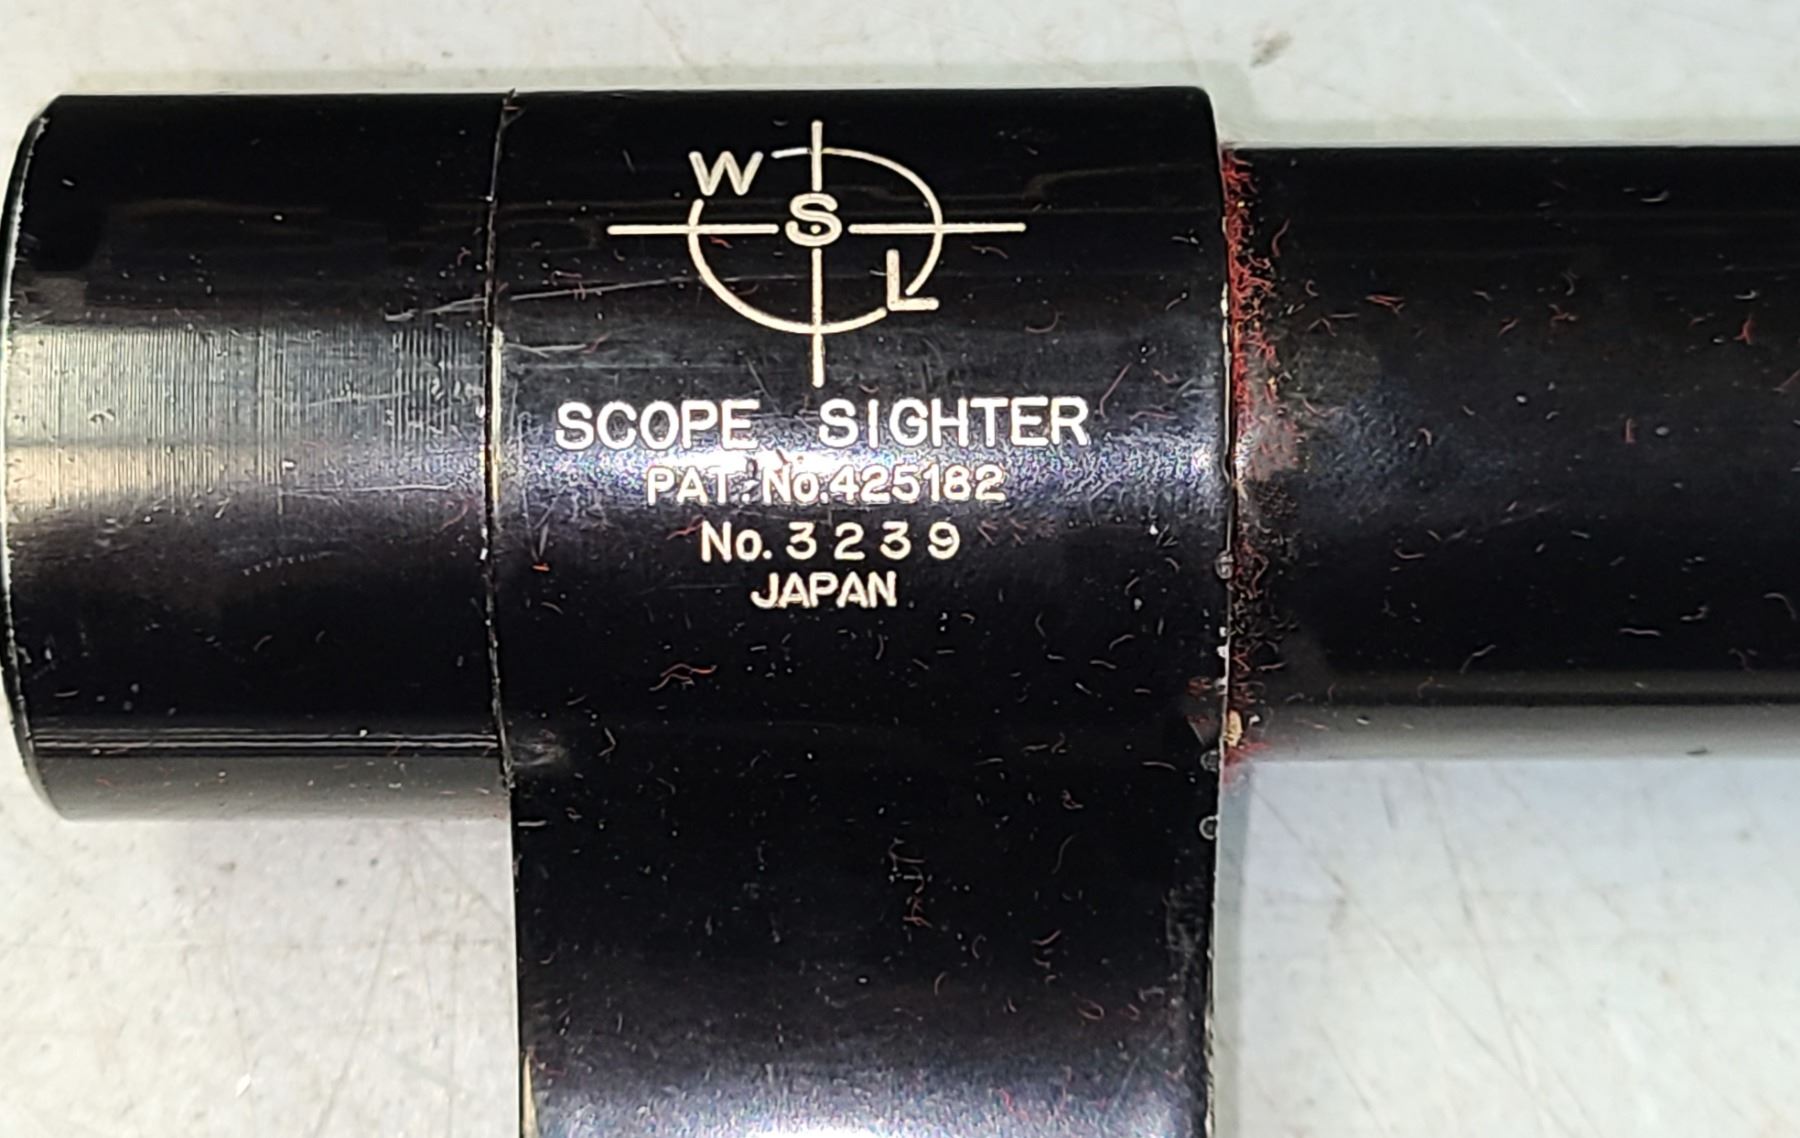 W S L
SCOPE SIGHTER
PAT. No. 425182
No. 3239
JAPAN